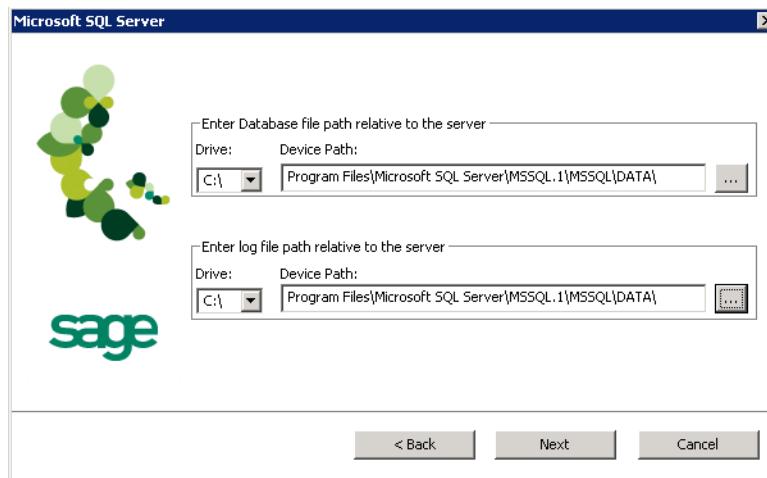 Microsoft SQL Server
Enter Database file path relative to the server
Drive: Device Path:
C:\ Program Files\Microsoft SQL Server\MSSQL.1\MSSQL\DATA\ ...
Enter log file path relative to the server
Drive: Device Path:
C:\ Program Files\Microsoft SQL Server\MSSQL.1\MSSQL\DATA\ ...
sage
< Back Next Cancel